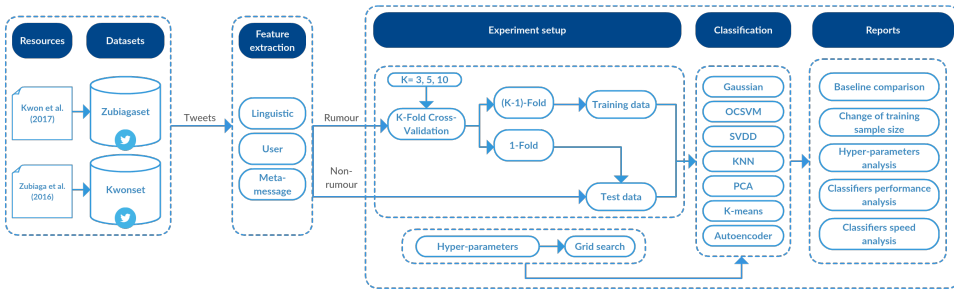 Resources
Datasets
Kwon et al.
(2017)
Zubiagaset
Zubiaga et al.
(2016)
Kwonset
Tweets
Feature
extraction
Linguistic
User
Meta-
message
Rumour
Non-
rumour
Experiment setup
K= 3, 5, 10
K-Fold Cross-
Validation
(K-1)-Fold
1-Fold
Training data
Test data
Hyper-parameters
Grid search
Classification
Gaussian
OCSVM
SVDD
KNN
PCA
K-means
Autoencoder
Reports
Baseline comparison
Change of training
sample size
Hyper-parameters
analysis
Classifiers performance
analysis
Classifiers speed
analysis